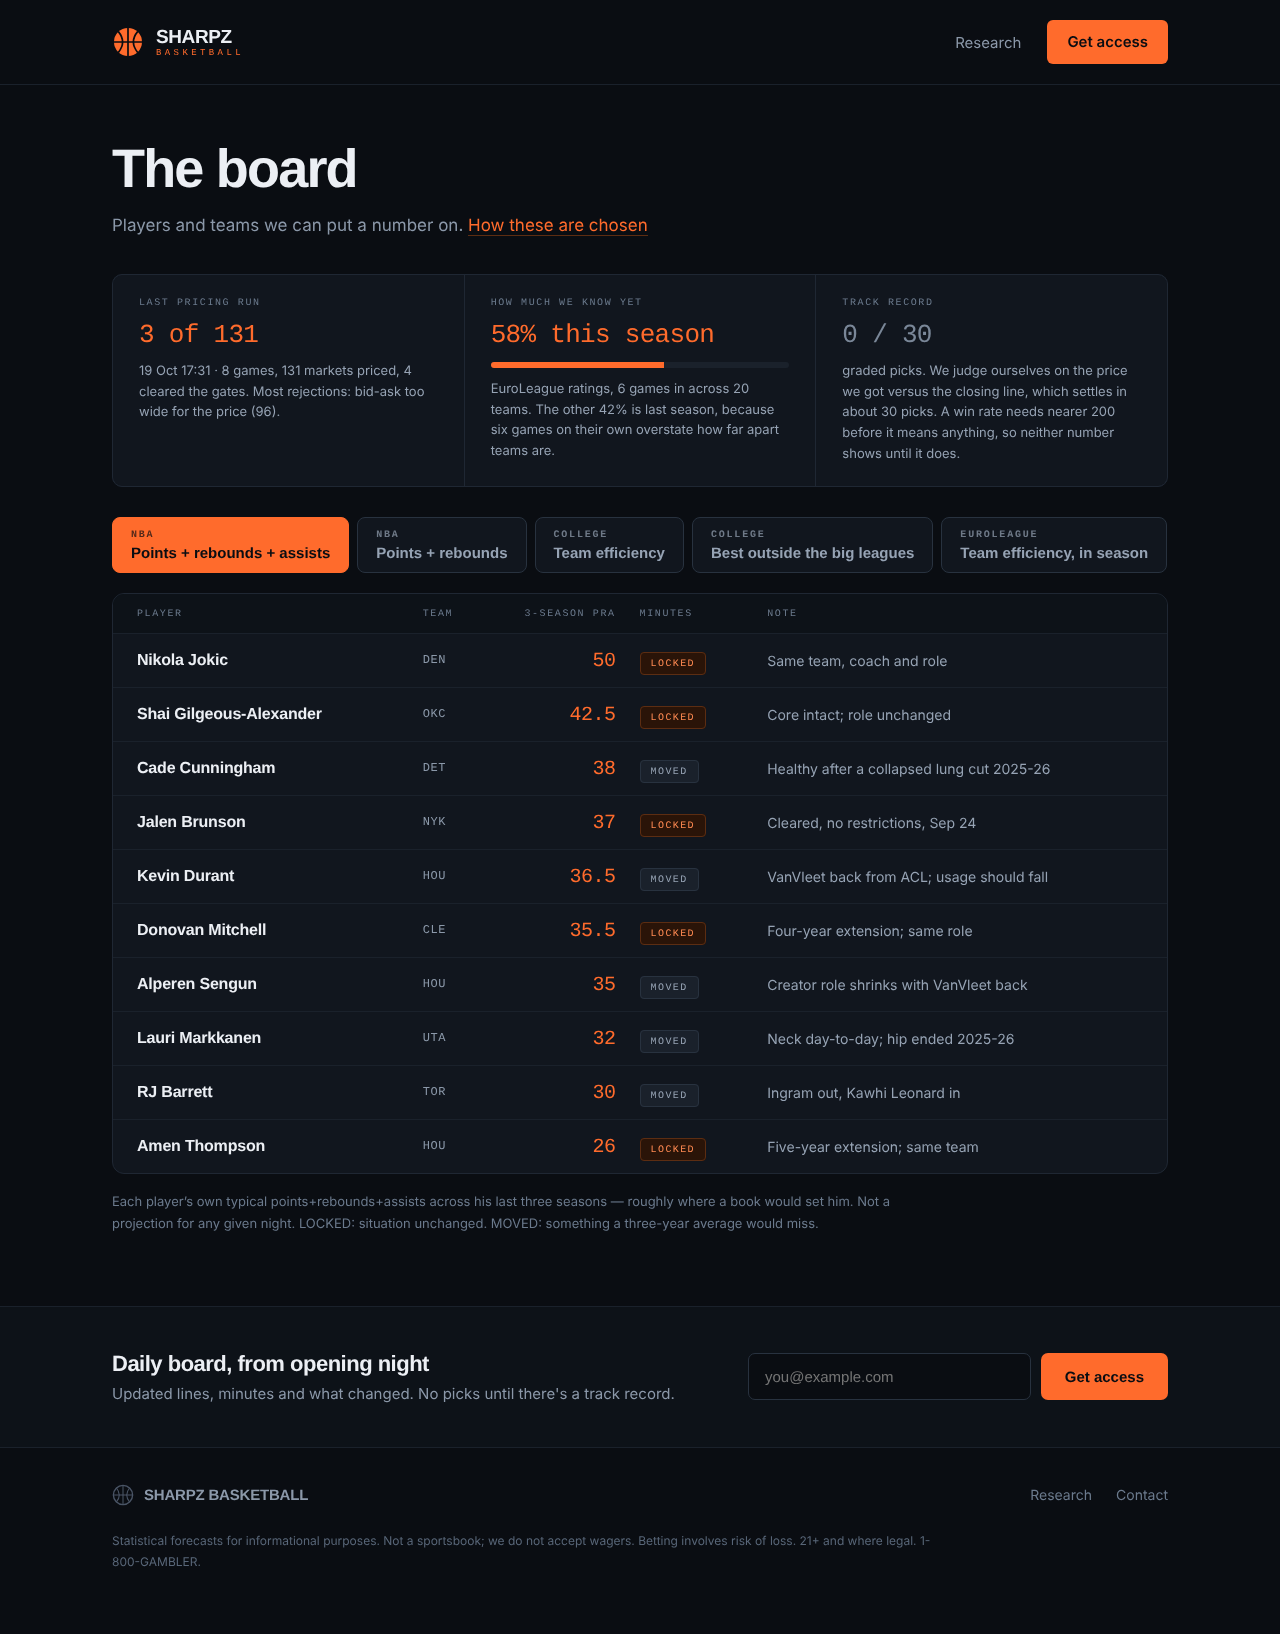 SHARPZ
BASKETBALL
Research
Get access
The board
Players and teams we can put a number on. How these are chosen
LAST PRICING RUN
3 of 131
19 Oct 17:31 · 8 games, 131 markets priced, 4
cleared the gates. Most rejections: bid-ask too
wide for the price (96).
HOW MUCH WE KNOW YET
58% this season
EuroLeague ratings, 6 games in across 20
teams. The other 42% is last season, because
six games on their own overstate how far apart
teams are.
TRACK RECORD
0 / 30
graded picks. We judge ourselves on the price
we got versus the closing line, which settles in
about 30 picks. A win rate needs nearer 200
before it means anything, so neither number
shows until it does.
NBA
Points + rebounds + assists
NBA
Points + rebounds
COLLEGE
Team efficiency
COLLEGE
Best outside the big leagues
EUROLEAGUE
Team efficiency, in season
PLAYER TEAM 3-SEASON PRA MINUTES NOTE
Nikola Jokic DEN 50 LOCKED Same team, coach and role
Shai Gilgeous-Alexander OKC 42.5 LOCKED Core intact; role unchanged
Cade Cunningham DET 38 MOVED Healthy after a collapsed lung cut 2025-26
Jalen Brunson NYK 37 LOCKED Cleared, no restrictions, Sep 24
Kevin Durant HOU 36.5 MOVED VanVleet back from ACL; usage should fall
Donovan Mitchell CLE 35.5 LOCKED Four-year extension; same role
Alperen Sengun HOU 35 MOVED Creator role shrinks with VanVleet back
Lauri Markkanen UTA 32 MOVED Neck day-to-day; hip ended 2025-26
RJ Barrett TOR 30 MOVED Ingram out, Kawhi Leonard in
Amen Thompson HOU 26 LOCKED Five-year extension; same team
Each player’s own typical points+rebounds+assists across his last three seasons — roughly where a book would set him. Not a
projection for any given night. LOCKED: situation unchanged. MOVED: something a three-year average would miss.
Daily board, from opening night
Updated lines, minutes and what changed. No picks until there's a track record.
you@example.com
Get access
SHARPZ BASKETBALL
Research
Contact
Statistical forecasts for informational purposes. Not a sportsbook; we do not accept wagers. Betting involves risk of loss. 21+ and where legal. 1-
800-GAMBLER.